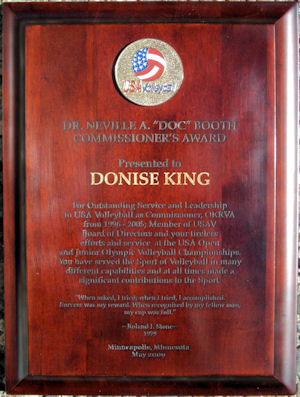 USA Volleyball
DR. NEVILLE A. "DOC" BOOTH
COMMISSIONER'S AWARD
Presented to
DONISE KING
For Outstanding Service and Leadership
in USA Volleyball as Commissioner, OKRVA
from 1996 - 2005; Member of USAV
Board of Directors and your tireless
efforts and service at the USA Open
and Junior Olympic Volleyball Championships.
You have served the Sport of Volleyball in many
different capabilities and at all times made a
significant contributions to the Sport
"When asked, I tried; when I tried, I accomplished.
Success was my reward. When recognized by my fellow man,
my cup was full."
~Roland J. Stone~
Minneapolis, Minnesota
May 2009